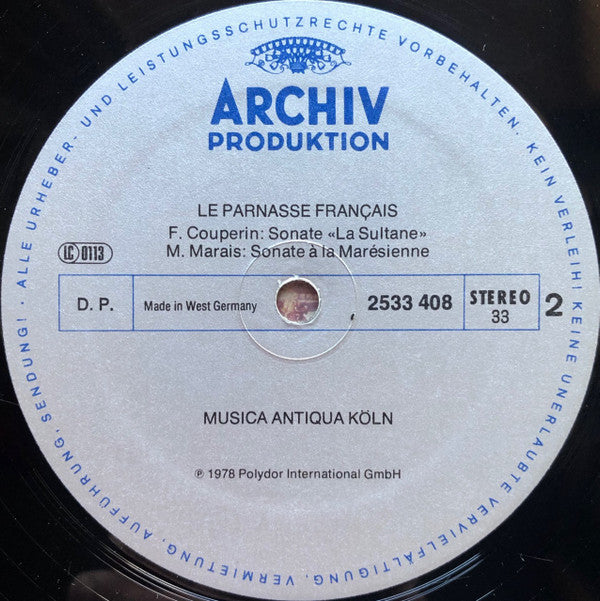 ALLE URHEBER- UND LEISTUNGSSCHUTZRECHTE VORBEHALTEN. KEIN VERLEIH! KEINE UNERLAUBTE VERVIELFÄLTIGUNG, VERMIETUNG, AUFFÜHRUNG, SENDUNG! ·
ARCHIV
PRODUKTION
LE PARNASSE FRANÇAIS
F. Couperin: Sonate «La Sultane»
LC 0113
M. Marais: Sonate à la Marésienne
D. P.
Made in West Germany
2533 408
STEREO
33
2
MUSICA ANTIQUA KÖLN
℗ 1978 Polydor International GmbH